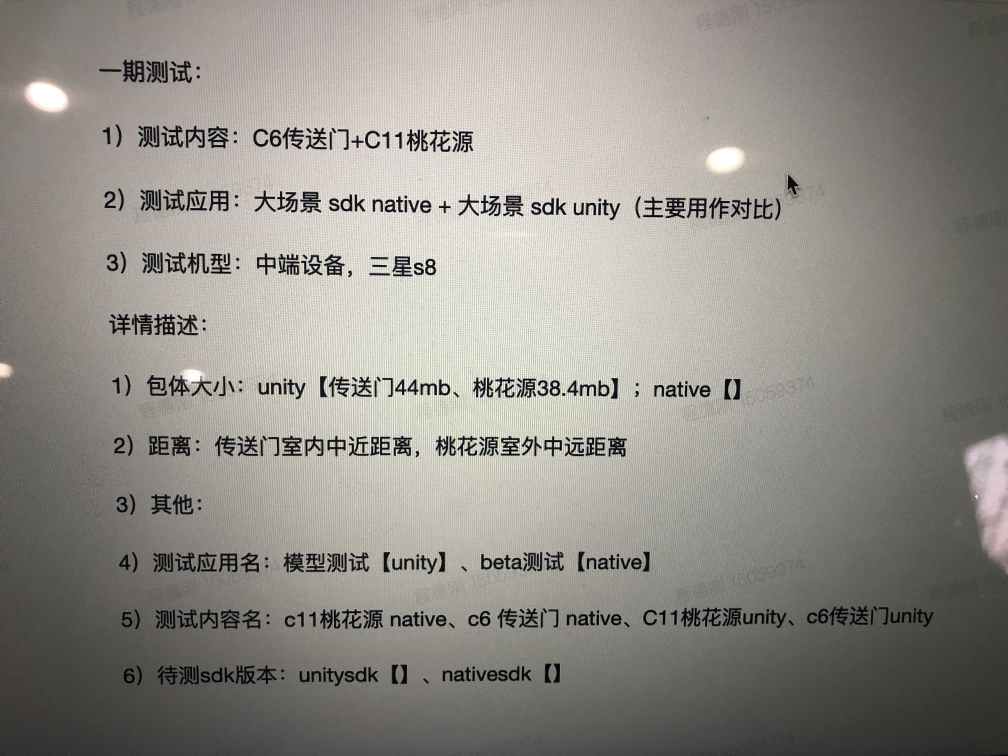 一期测试：
1）测试内容：C6传送门+C11桃花源
2）测试应用：大场景 sdk native + 大场景 sdk unity（主要用作对比）
3）测试机型：中端设备，三星s8
详情描述：
1）包体大小：unity【传送门44mb、桃花源38.4mb】；native【】
2）距离：传送门室内中近距离，桃花源室外中远距离
3）其他：
4）测试应用名：模型测试【unity】、beta测试【native】
5）测试内容名：c11桃花源 native、c6 传送门 native、C11桃花源unity、c6传送门unity
6）待测sdk版本：unitysdk【】、nativesdk【】